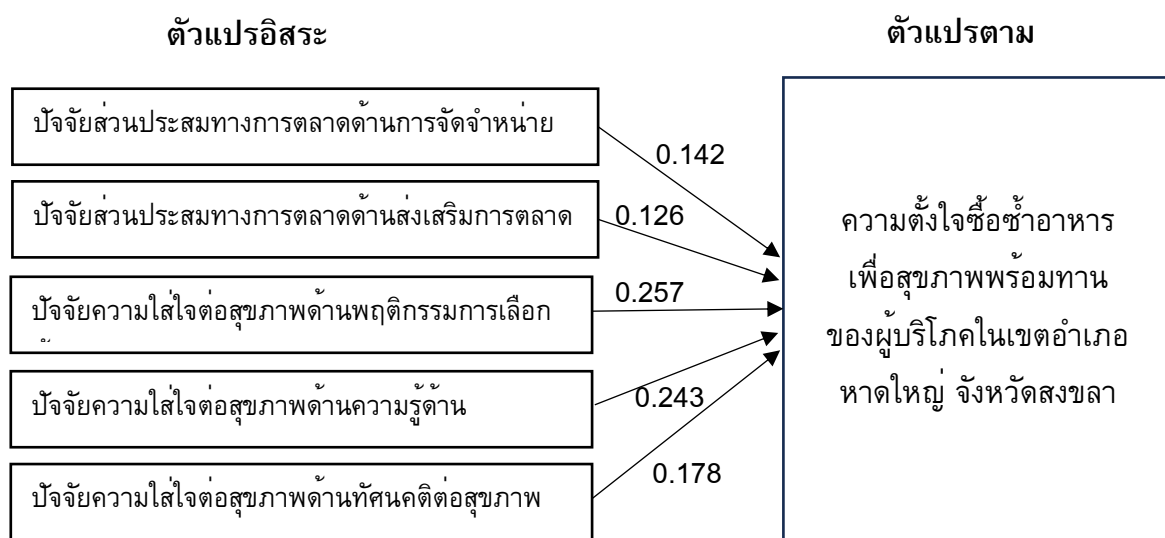 ตัวแปรอิสระ
ตัวแปรตาม
ปัจจัยส่วนประสมทางการตลาดด้านการจัดจำหน่าย
0.142
ปัจจัยส่วนประสมทางการตลาดด้านส่งเสริมการตลาด
0.126
ปัจจัยความใส่ใจต่อสุขภาพด้านพฤติกรรมการเลือก
0.257
ปัจจัยความใส่ใจต่อสุขภาพด้านความรู้ด้าน
0.243
ปัจจัยความใส่ใจต่อสุขภาพด้านทัศนคติต่อสุขภาพ
0.178
ความตั้งใจซื้อซ้ำอาหาร
เพื่อสุขภาพพร้อมทาน
ของผู้บริโภคในเขตอำเภอ
หาดใหญ่ จังหวัดสงขลา